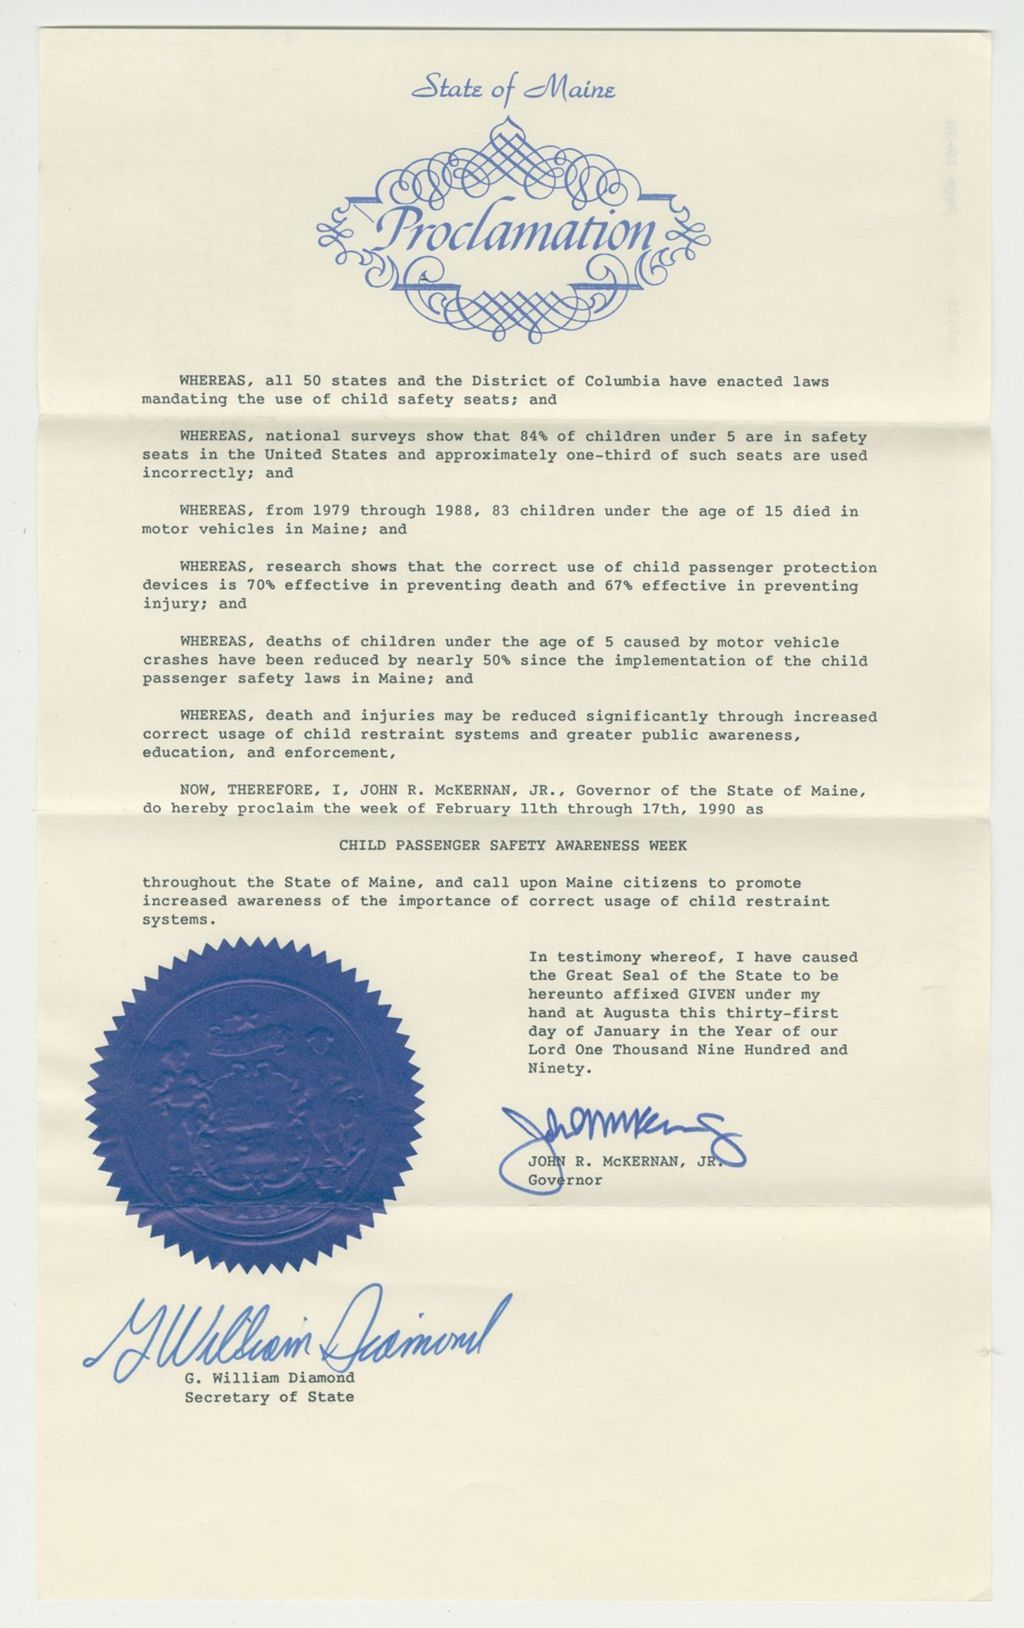 State of Maine
Proclamation
WHEREAS, all 50 states and the District of Columbia have enacted laws
mandating the use of child safety seats; and
WHEREAS, national surveys show that 84% of children under 5 are in safety
seats in the United States and approximately one-third of such seats are used
incorrectly; and
WHEREAS, from 1979 through 1988, 83 children under the age of 15 died in
motor vehicles in Maine; and
WHEREAS, research shows that the correct use of child passenger protection
devices is 70% effective in preventing death and 67% effective in preventing
injury; and
WHEREAS, deaths of children under the age of 5 caused by motor vehicle
crashes have been reduced by nearly 50% since the implementation of the child
passenger safety laws in Maine; and
WHEREAS, death and injuries may be reduced significantly through increased
correct usage of child restraint systems and greater public awareness,
education, and enforcement,
NOW, THEREFORE, I, JOHN R. McKERNAN, JR., Governor of the State of Maine,
do hereby proclaim the week of February 11th through 17th, 1990 as
CHILD PASSENGER SAFETY AWARENESS WEEK
throughout the State of Maine, and call upon Maine citizens to promote
increased awareness of the importance of correct usage of child restraint
systems.
In testimony whereof, I have caused
the Great Seal of the State to be
hereunto affixed GIVEN under my
hand at Augusta this thirty-first
day of January in the Year of our
Lord One Thousand Nine Hundred and
Ninety.
JOHN R. McKERNAN, JR.
Governor
G William Diamond
G. William Diamond
Secretary of State